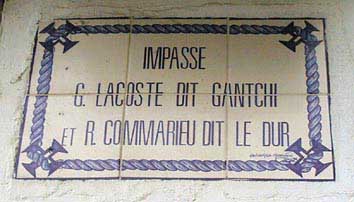 IMPASSE
G. LACOSTE DIT GANTCHI
ET R. COMMARIEU DIT LE DUR